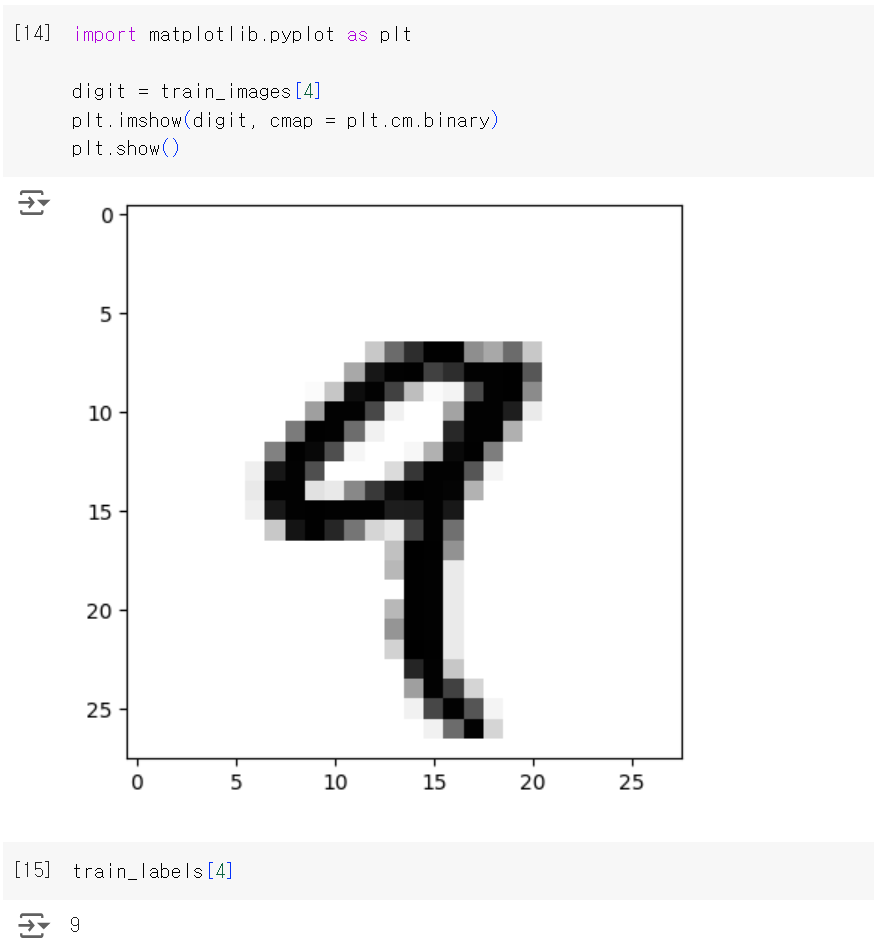 [14] import matplotlib.pyplot as plt
digit = train_images[4]
plt.imshow(digit, cmap = plt.cm.binary)
plt.show()
0
5
10
15
20
25
0 5 10 15 20 25
[15] train_labels[4]
9